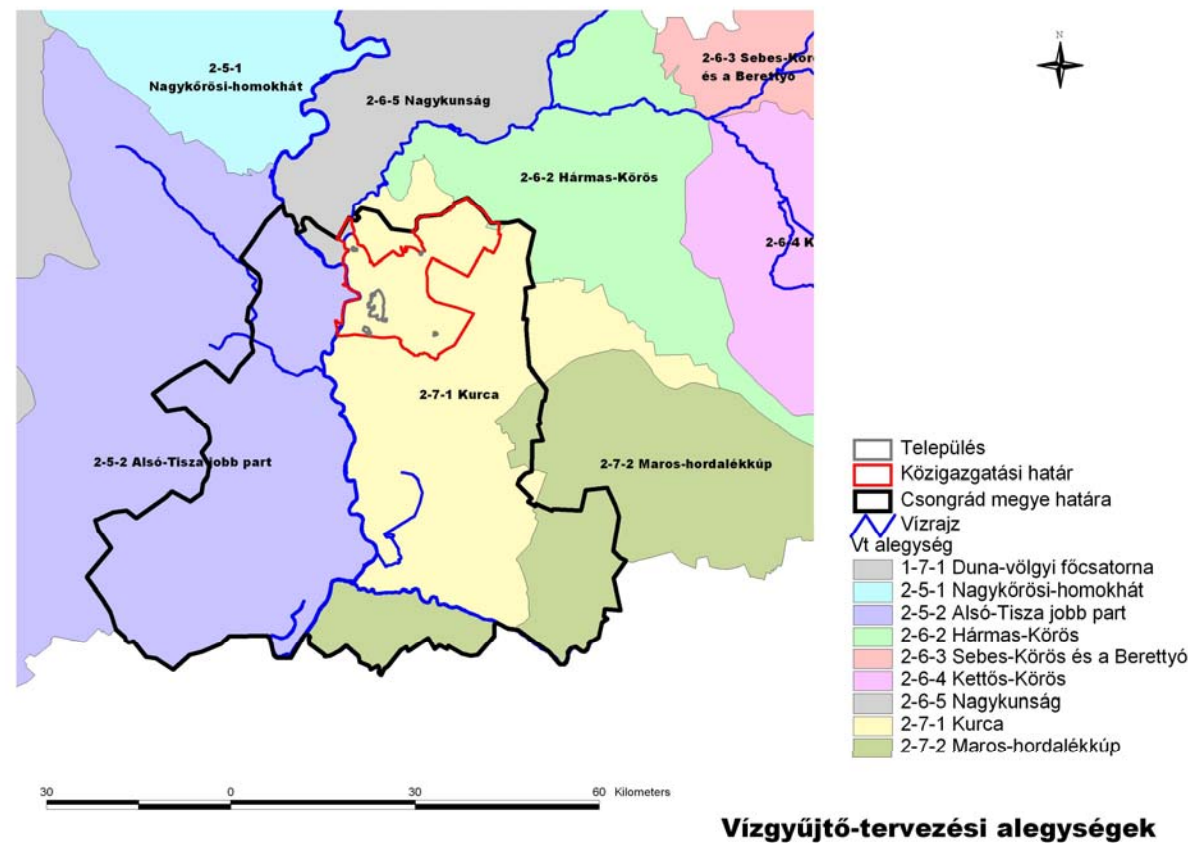 N
2-5-1
Nagykőrösi-homokhát
2-6-5 Nagykunság
2-6-3 Sebes-Kör
és a Berettyó
2-6-2 Hármas-Körös
2-6-4 K
2-7-1 Kurca
2-5-2 Alsó-Tisza jobb part
2-7-2 Maros-hordalékkúp
Település
Közigazgatási határ
Csongrád megye határa
Vízrajz
Vt alegység
1-7-1 Duna-völgyi főcsatorna
2-5-1 Nagykőrösi-homokhát
2-5-2 Alsó-Tisza jobb part
2-6-2 Hármas-Körös
2-6-3 Sebes-Körös és a Berettyó
2-6-4 Kettős-Körös
2-6-5 Nagykunság
2-7-1 Kurca
2-7-2 Maros-hordalékkúp
30 0 30 60 Kilometers
Vízgyűjtő-tervezési alegységek